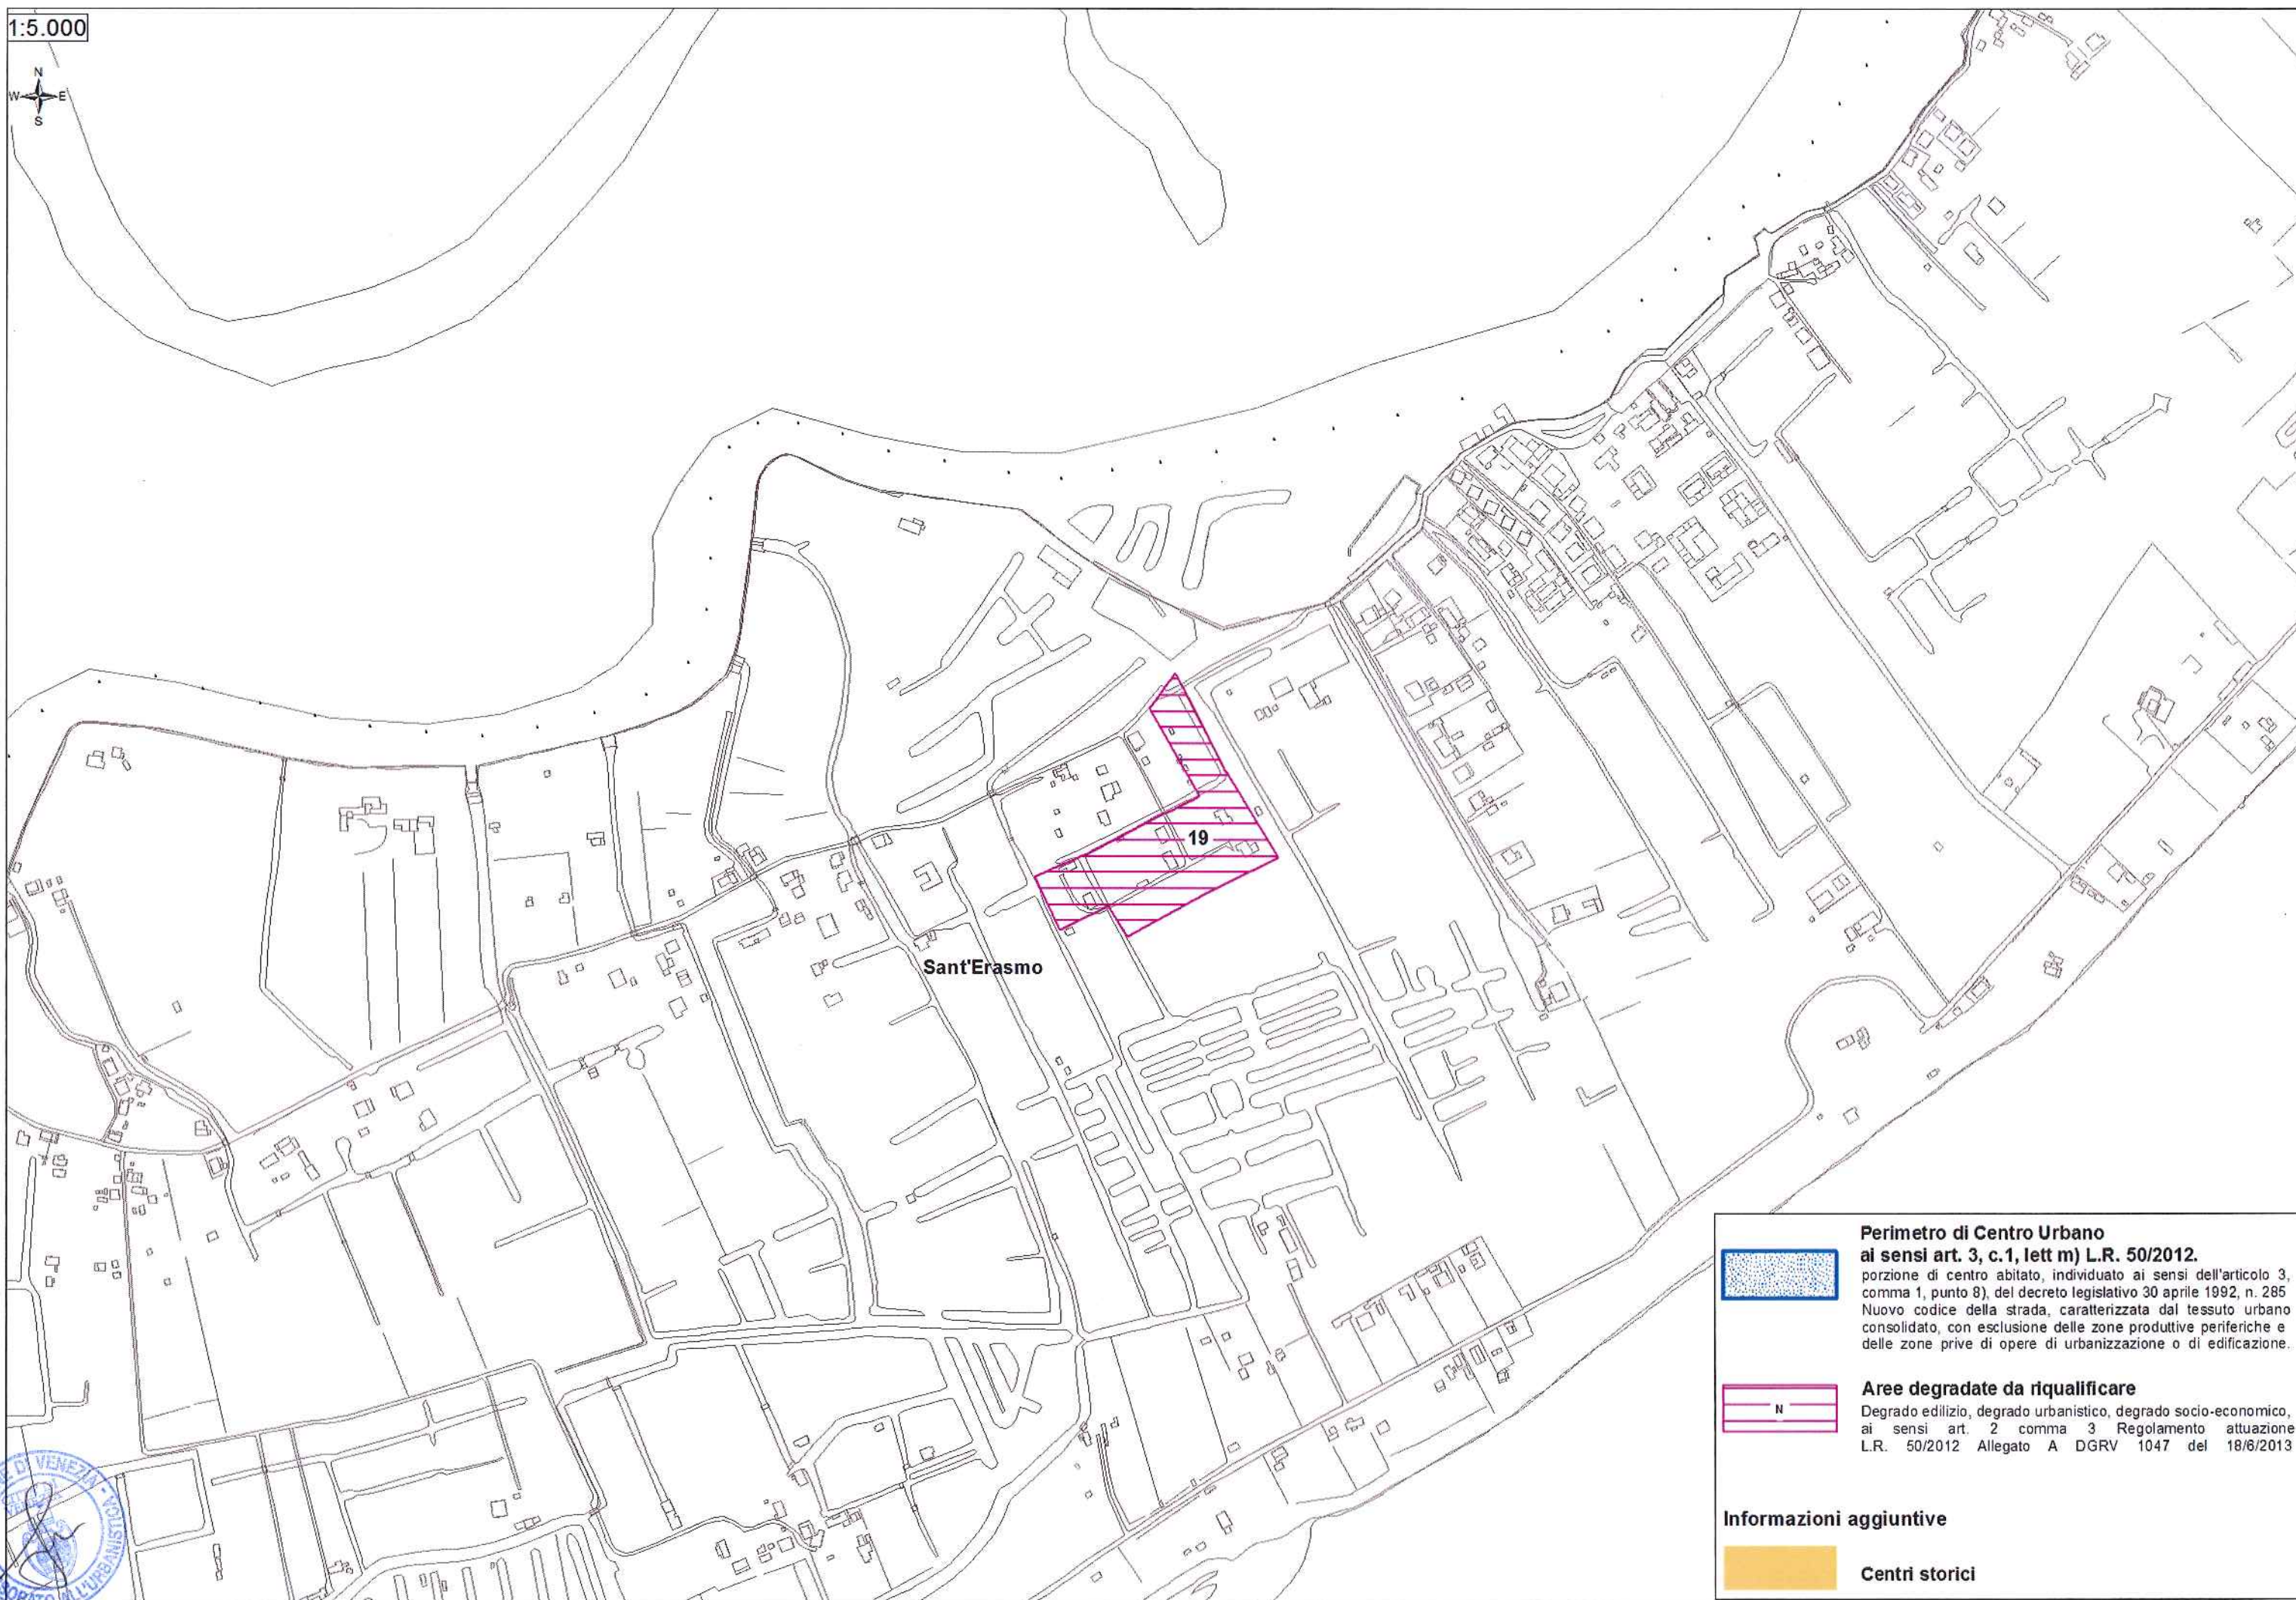 1:5.000
N
W E
S
19
Sant'Erasmo
Perimetro di Centro Urbano
ai sensi art. 3, c.1, lett m) L.R. 50/2012.
porzione di centro abitato, individuato ai sensi dell'articolo 3,
comma 1, punto 8), del decreto legislativo 30 aprile 1992, n. 285
Nuovo codice della strada, caratterizzata dal tessuto urbano
consolidato, con esclusione delle zone produttive periferiche e
delle zone prive di opere di urbanizzazione o di edificazione.
N
Aree degradate da riqualificare
Degrado edilizio, degrado urbanistico, degrado socio-economico,
ai sensi art. 2 comma 3 Regolamento attuazione
L.R. 50/2012 Allegato A DGRV 1047 del 18/6/2013
Informazioni aggiuntive
Centri storici
DI VENEZIA -
ALL'URBANISTICA